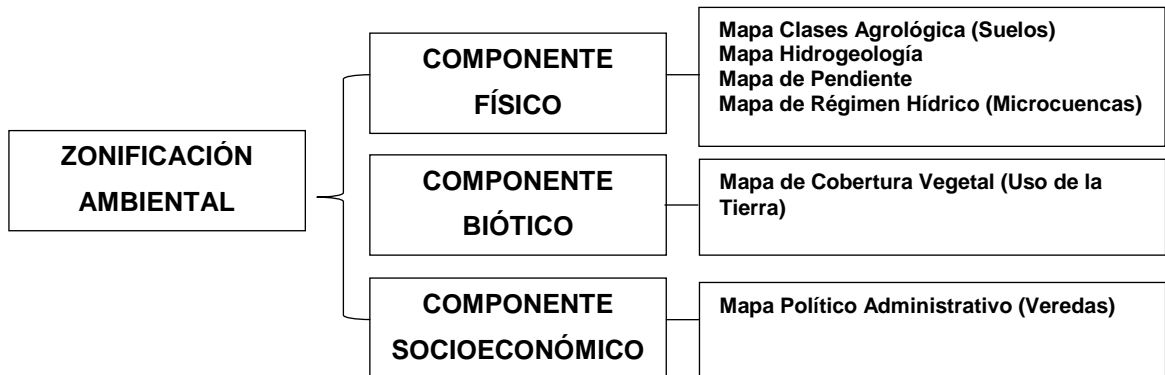 ZONIFICACIÓN
AMBIENTAL
COMPONENTE
FÍSICO
Mapa Clases Agrológica (Suelos)
Mapa Hidrogeología
Mapa de Pendiente
Mapa de Régimen Hídrico (Microcuencas)
COMPONENTE
BIÓTICO
Mapa de Cobertura Vegetal (Uso de la
Tierra)
COMPONENTE
SOCIOECONÓMICO
Mapa Político Administrativo (Veredas)